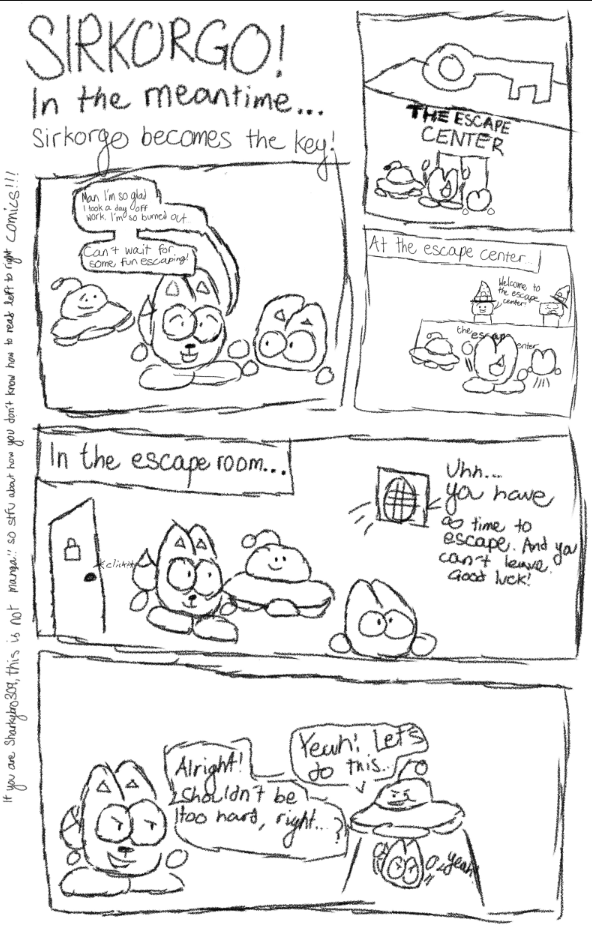 SIRKORGO!
In the meantime...
Sirkorgo becomes the key!
Man I'm so glad
I took a day off
work. I'm so burned out.
Can't wait for
some fun escaping!
THE ESCAPE
CENTER
At the escape center...
Welcome to
the escape
center!
the escape
center
In the escape room...
Uhh...
you have
∞ time to
escape. And you
can't leave.
Good luck!
Alright!
shouldn't be
too hard, right...?
Yeah! Let's
do this..
yeah!
If you are Sharkybro309, this is not manga!! so stfu about how you don't know how to read left to right comics!!!